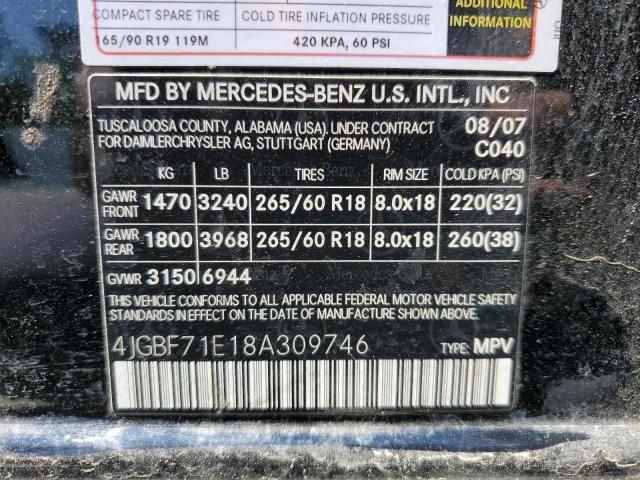 COMPACT SPARE TIRE COLD TIRE INFLATION PRESSURE
165/90 R19 119M 420 KPA, 60 PSI
ADDITIONAL
INFORMATION
MFD BY MERCEDES-BENZ U.S. INTL., INC
TUSCALOOSA COUNTY, ALABAMA (USA). UNDER CONTRACT 08/07
FOR DAIMLERCHRYSLER AG, STUTTGART (GERMANY) C040
KG LB TIRES RIM SIZE COLD KPA (PSI)
GAWR FRONT 1470 3240 265/60 R18 8.0x18 220(32)
GAWR REAR 1800 3968 265/60 R18 8.0x18 260(38)
GVWR 3150 6944
THIS VEHICLE CONFORMS TO ALL APPLICABLE FEDERAL MOTOR VEHICLE SAFETY
STANDARDS IN EFFECT ON THE DATE OF MANUFACTURE SHOWN ABOVE.
4JGBF71E18A309746 TYPE: MPV